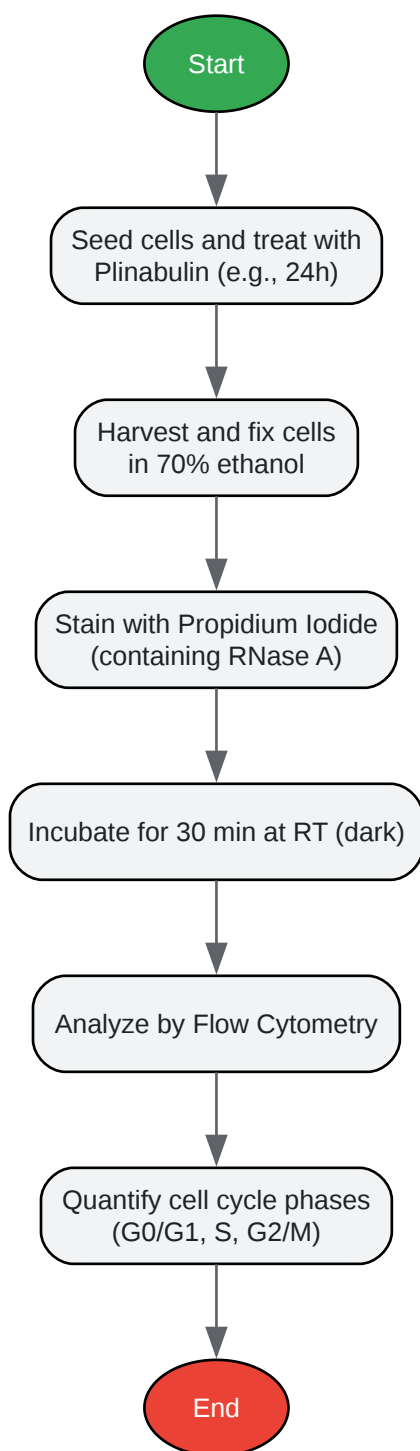 Start
Seed cells and treat with
Plinabulin (e.g., 24h)
Harvest and fix cells
in 70% ethanol
Stain with Propidium Iodide
(containing RNase A)
Incubate for 30 min at RT (dark)
Analyze by Flow Cytometry
Quantify cell cycle phases
(G0/G1, S, G2/M)
End